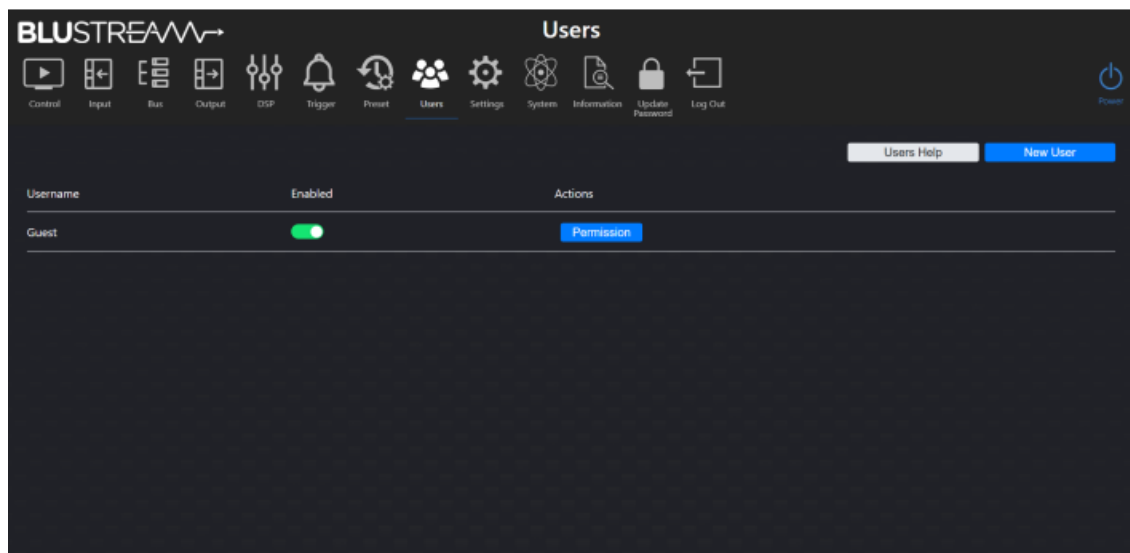 BLUSTREAM
Users
Control
Input
Bus
Output
DSP
Trigger
Preset
Users
Settings
System
Information
Update
Password
Log Out
Power
Users Help
New User
Username
Enabled
Actions
Guest
Permission